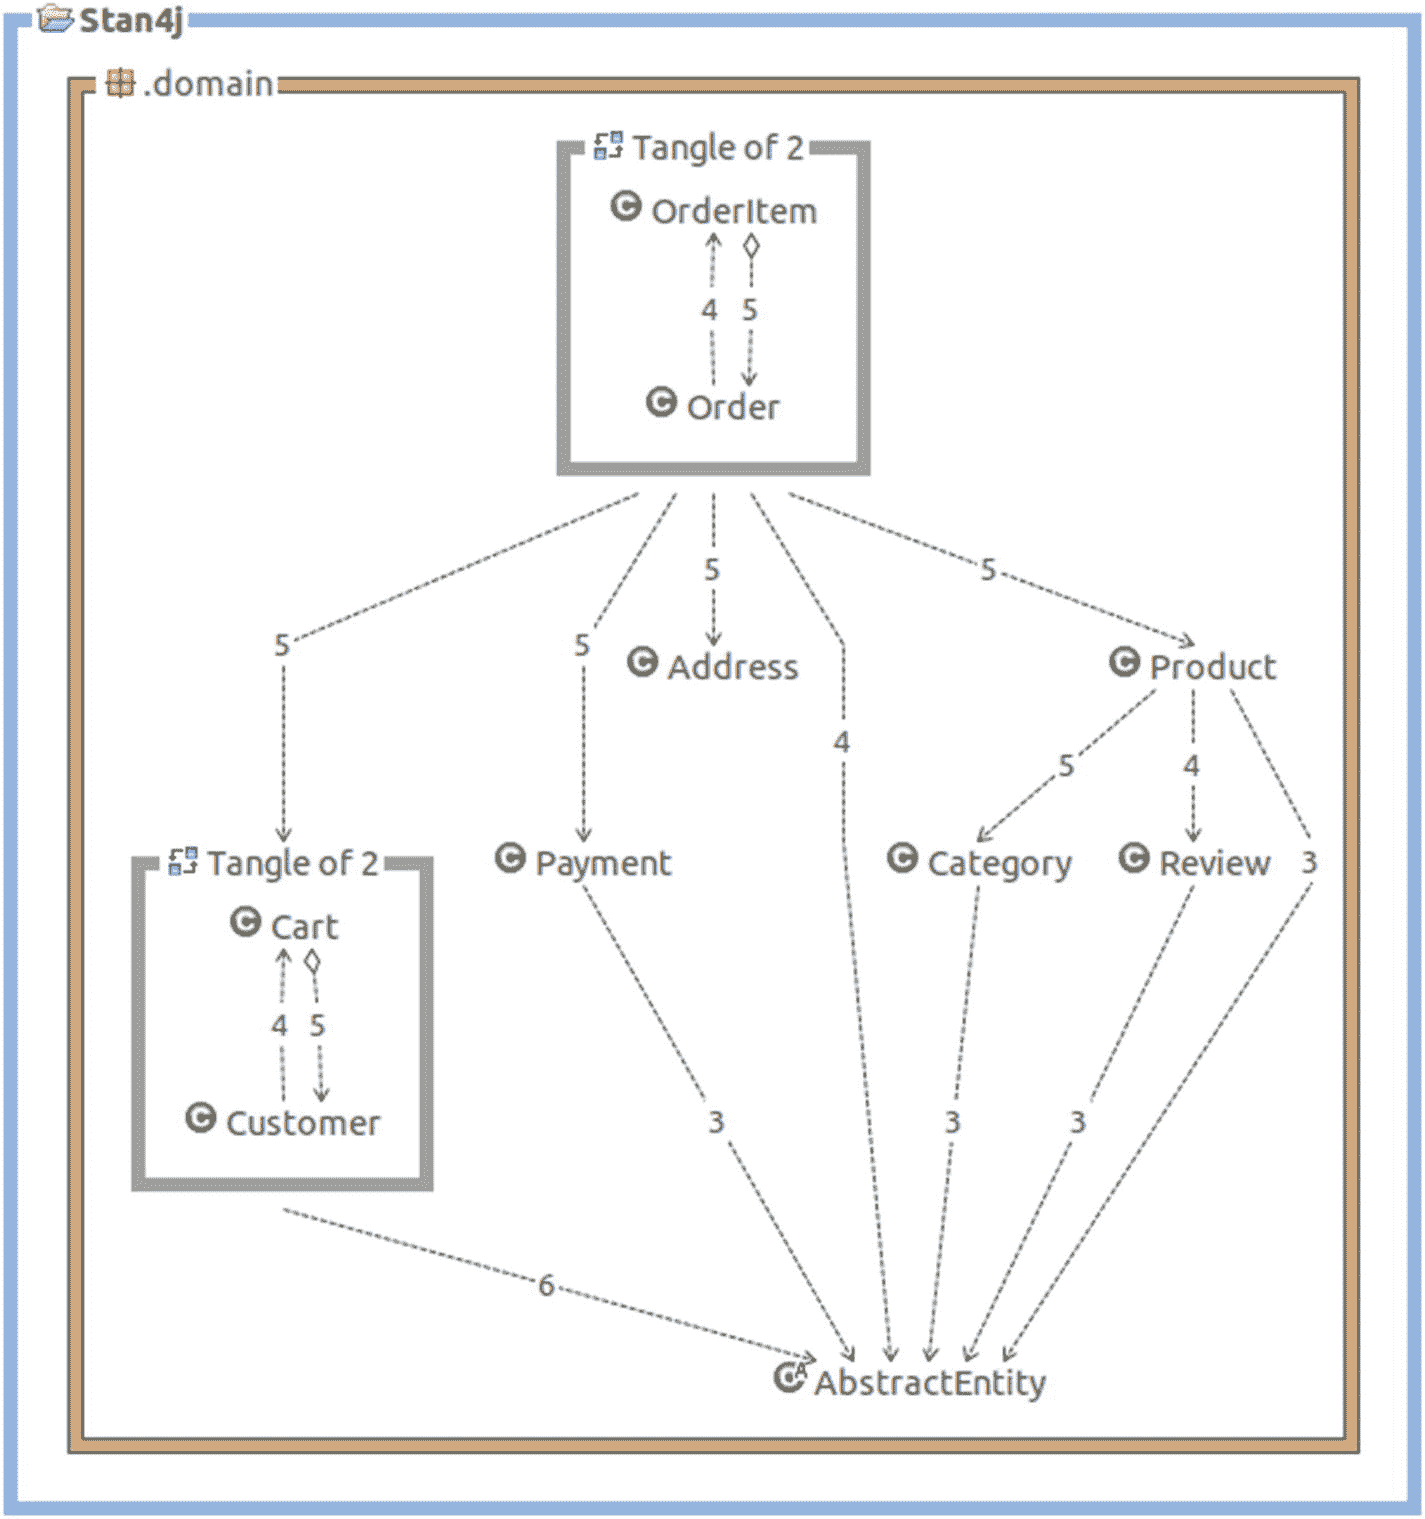 Stan4j
.domain
Tangle of 2
OrderItem
4 5
Order
5
5
5
5
Address
Product
4
5
4
Tangle of 2
Payment
Category
Review
3
Cart
4 5
Customer
3
3
3
6
AbstractEntity